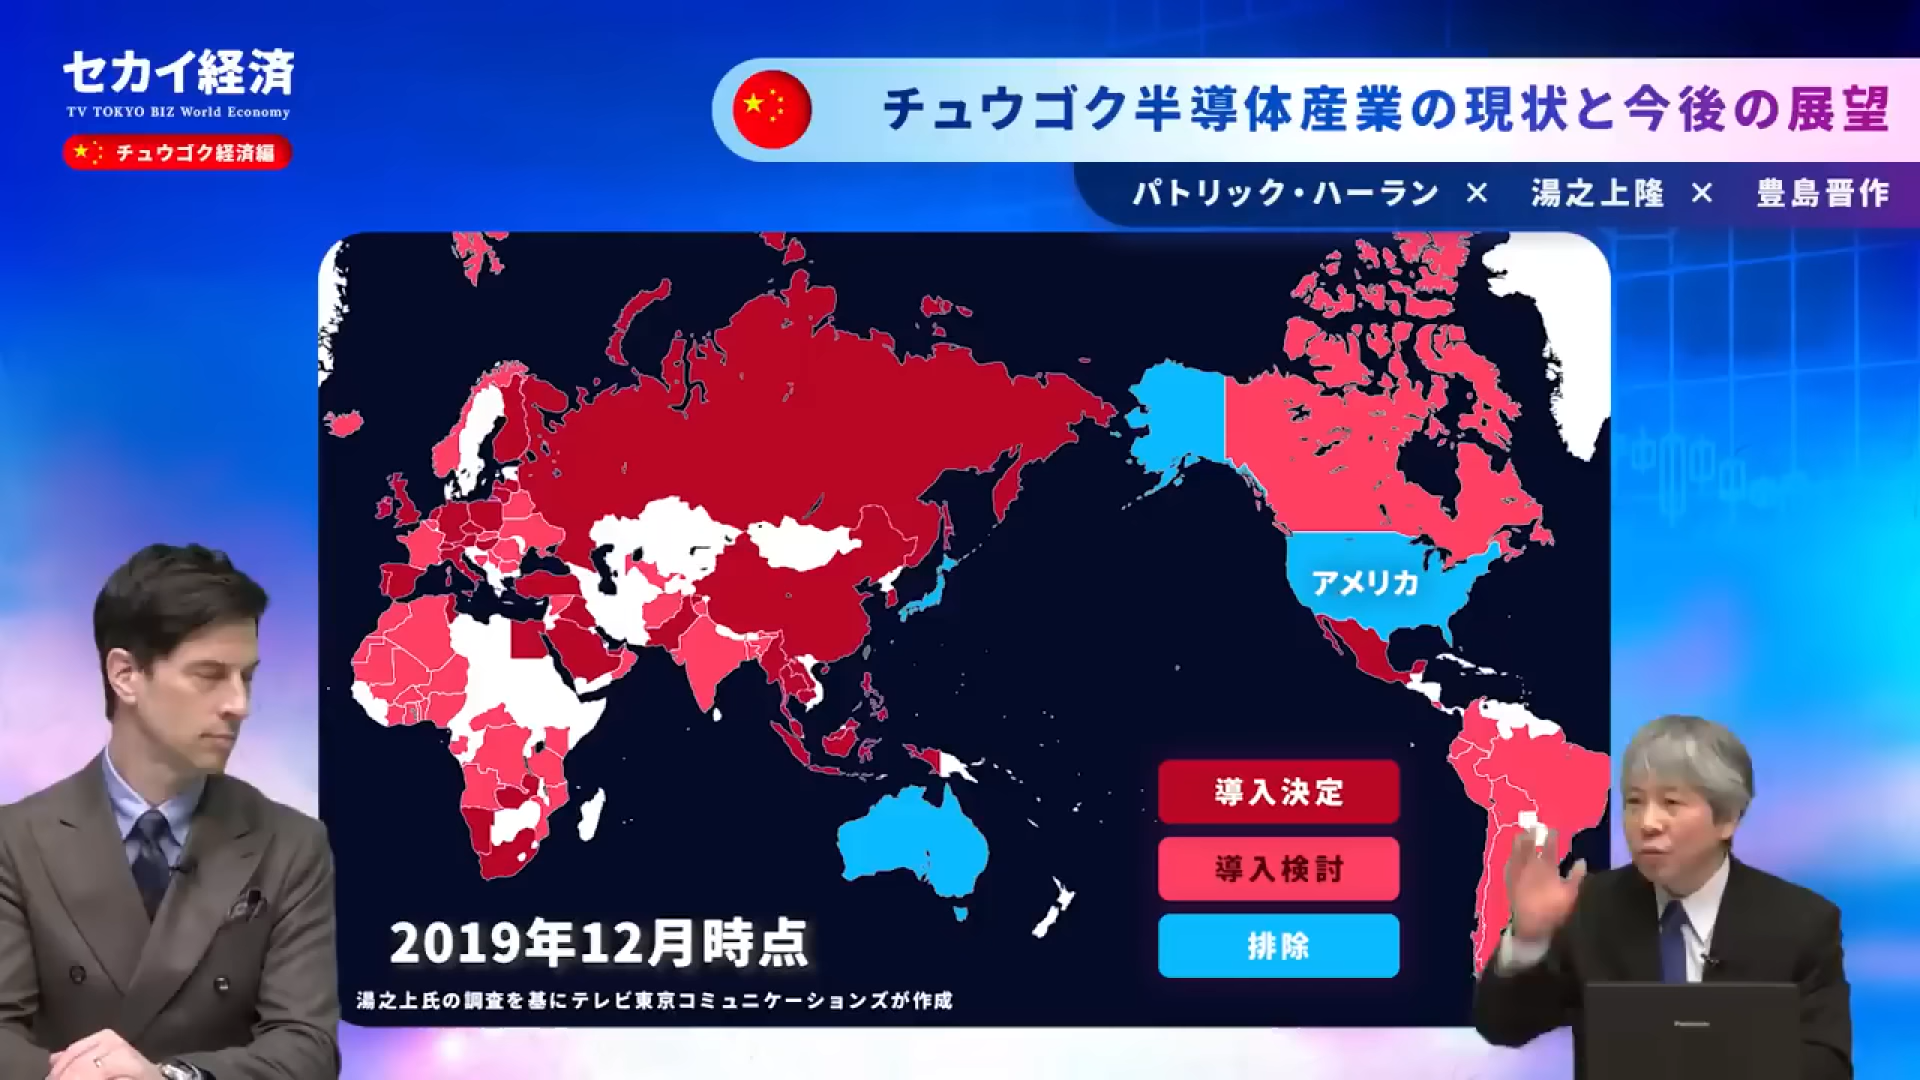 セカイ経済
TV TOKYO BIZ World Economy
チュウゴク経済編
チュウゴク半導体産業の現状と今後の展望
パトリック・ハーラン × 湯之上隆 × 豊島晋作
アメリカ
導入決定
導入検討
排除
2019年12月時点
湯之上氏の調査を基にテレビ東京コミュニケーションズが作成
Panasonic